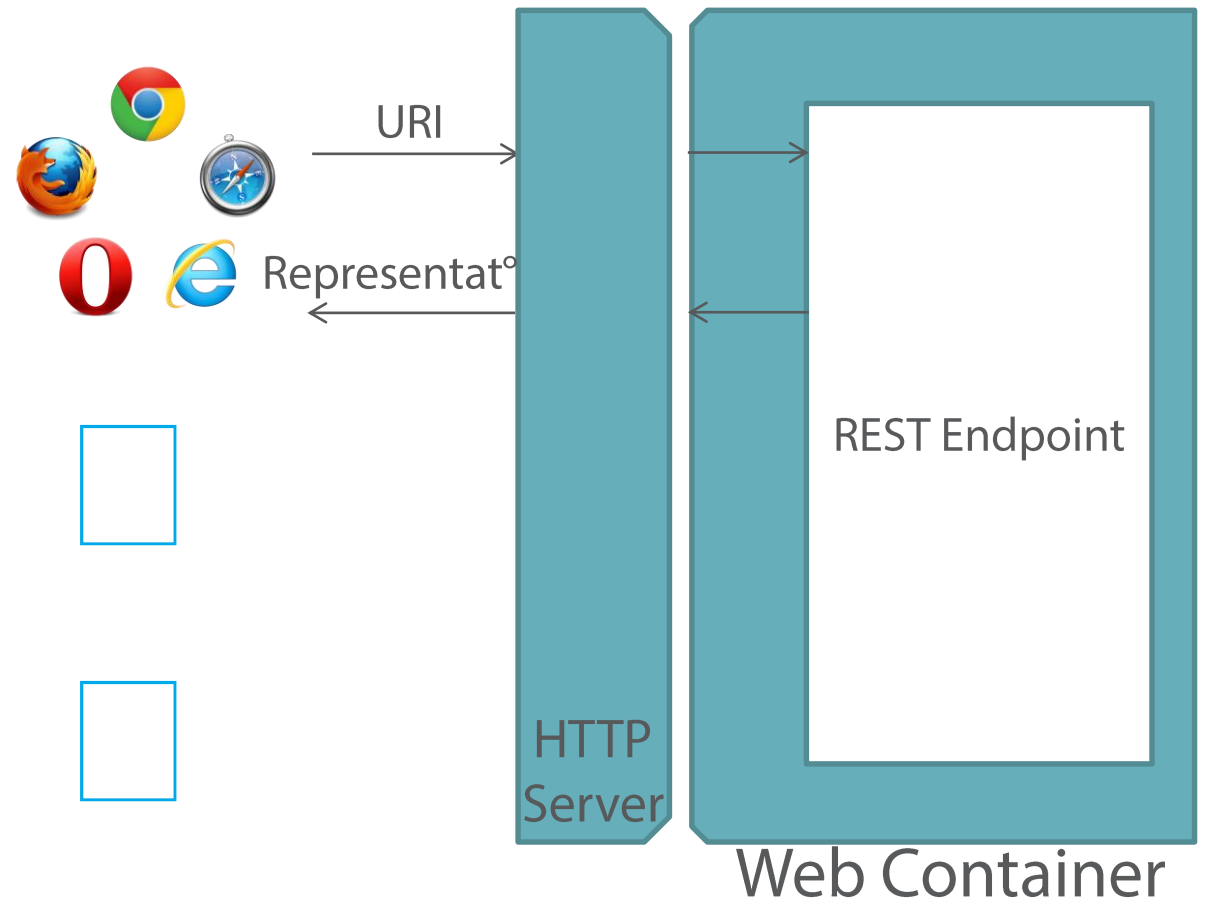 URI
Representat°
REST Endpoint
HTTP
Server
Web Container